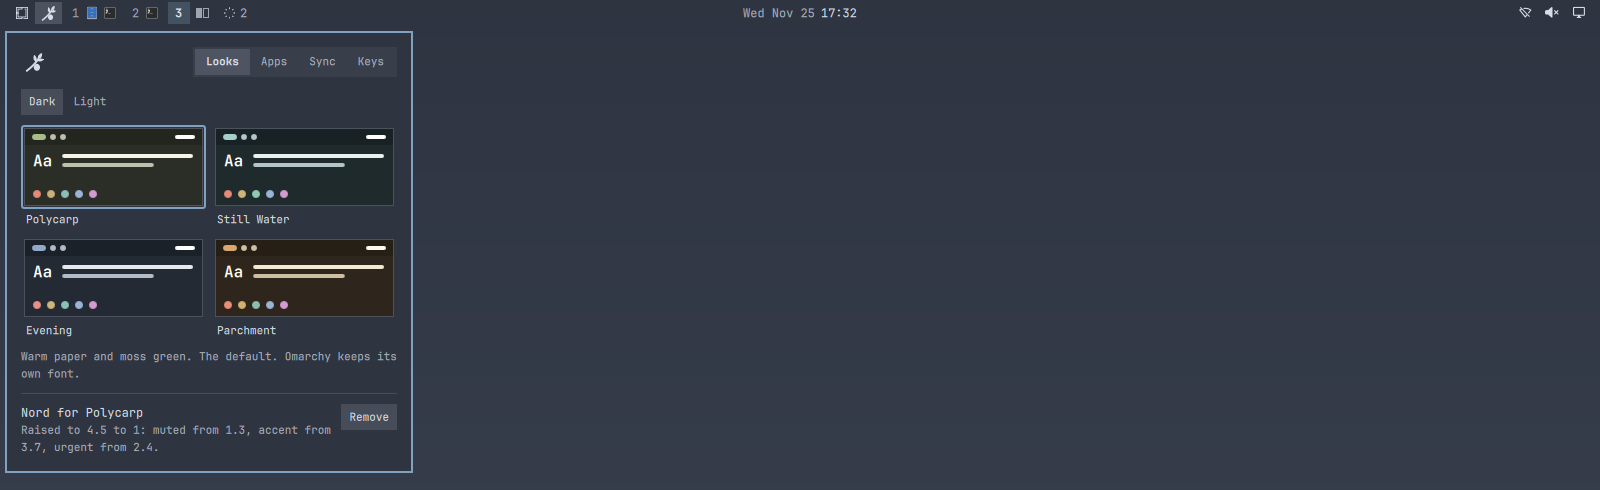 1 2 3 2 Wed Nov 25 17:32
Looks Apps Sync Keys
Dark Light
Aa Aa
Polycarp Still Water
Aa Aa
Evening Parchment
Warm paper and moss green. The default. Omarchy keeps its
own font.
Nord for Polycarp Remove
Raised to 4.5 to 1: muted from 1.3, accent from
3.7, urgent from 2.4.